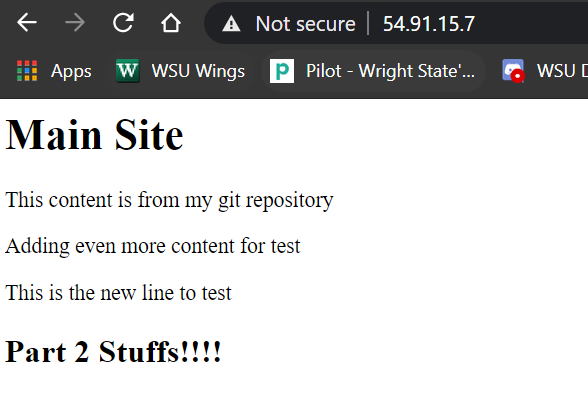 Not secure 54.91.15.7
Apps WSU Wings Pilot - Wright State'... WSU D
Main Site
This content is from my git repository
Adding even more content for test
This is the new line to test
Part 2 Stuffs!!!!